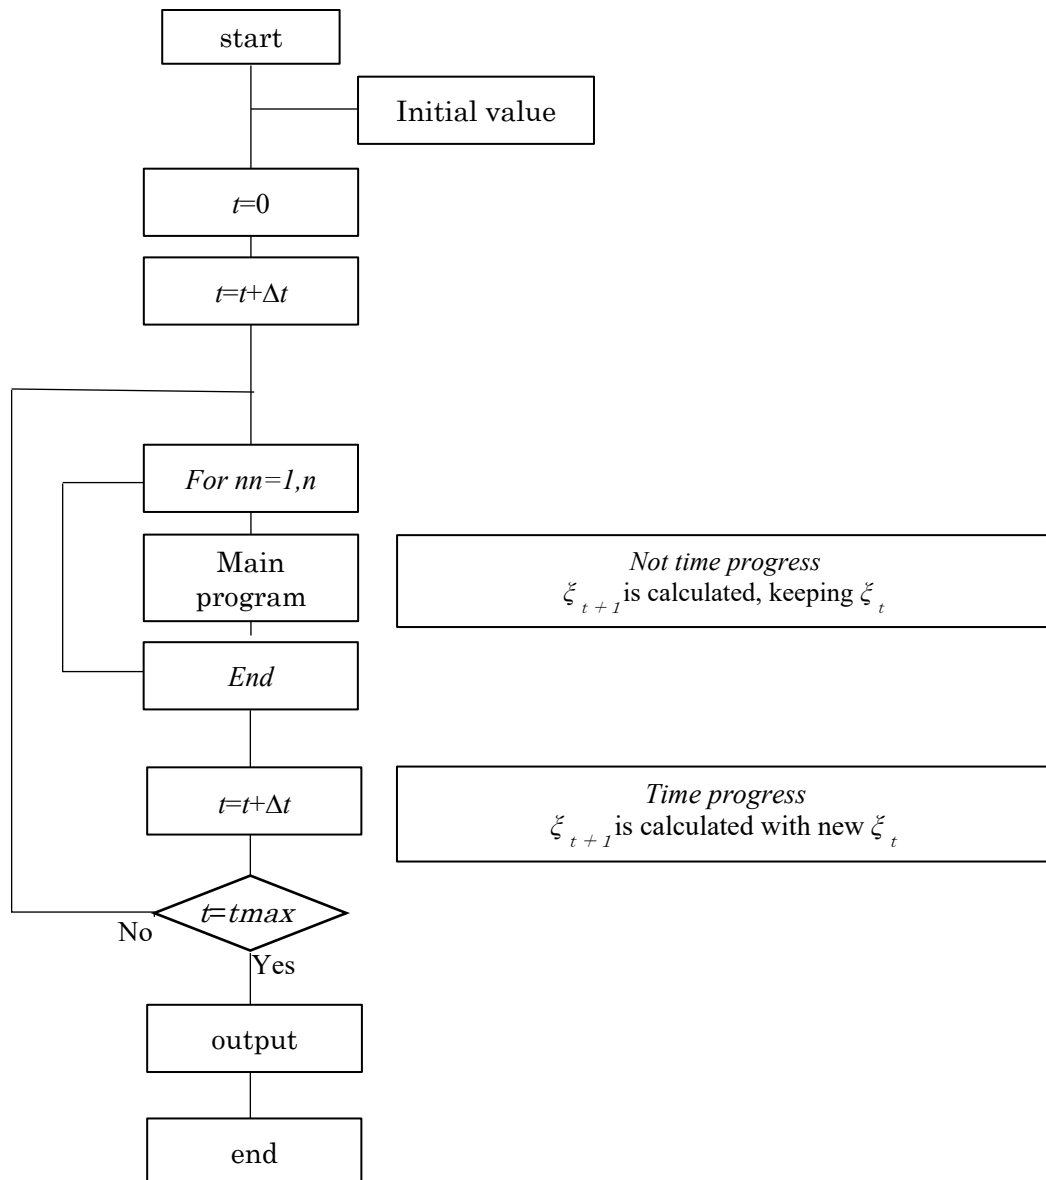 start
Initial value
t=0
t=t+Δt
For nn=1,n
Main
program
Not time progress
ξ t+1 is calculated, keeping ξ t
End
t=t+Δt
Time progress
ξ t+1 is calculated with new ξ t
t=tmax
No
Yes
output
end